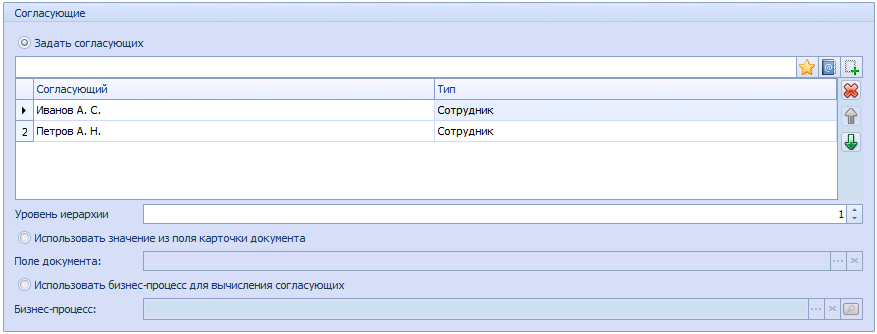 Согласующие
Задать согласующих
Согласующий Тип
Иванов А. С. Сотрудник
2 Петров А. Н. Сотрудник
Уровень иерархии 1
Использовать значение из поля карточки документа
Поле документа:
Использовать бизнес-процесс для вычисления согласующих
Бизнес-процесс: